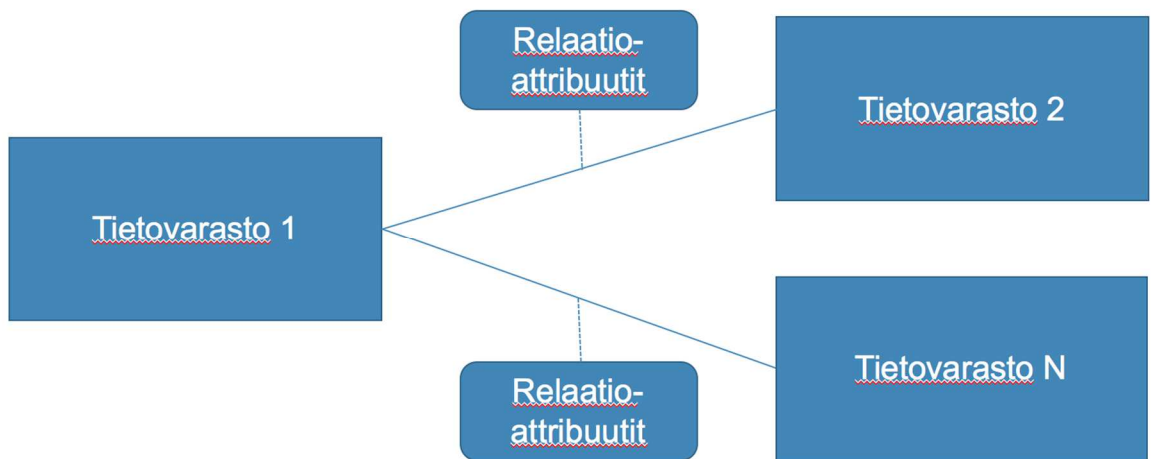 Relaatio-
attribuutit
Tietovarasto 2
Tietovarasto 1
Tietovarasto N
Relaatio-
attribuutit